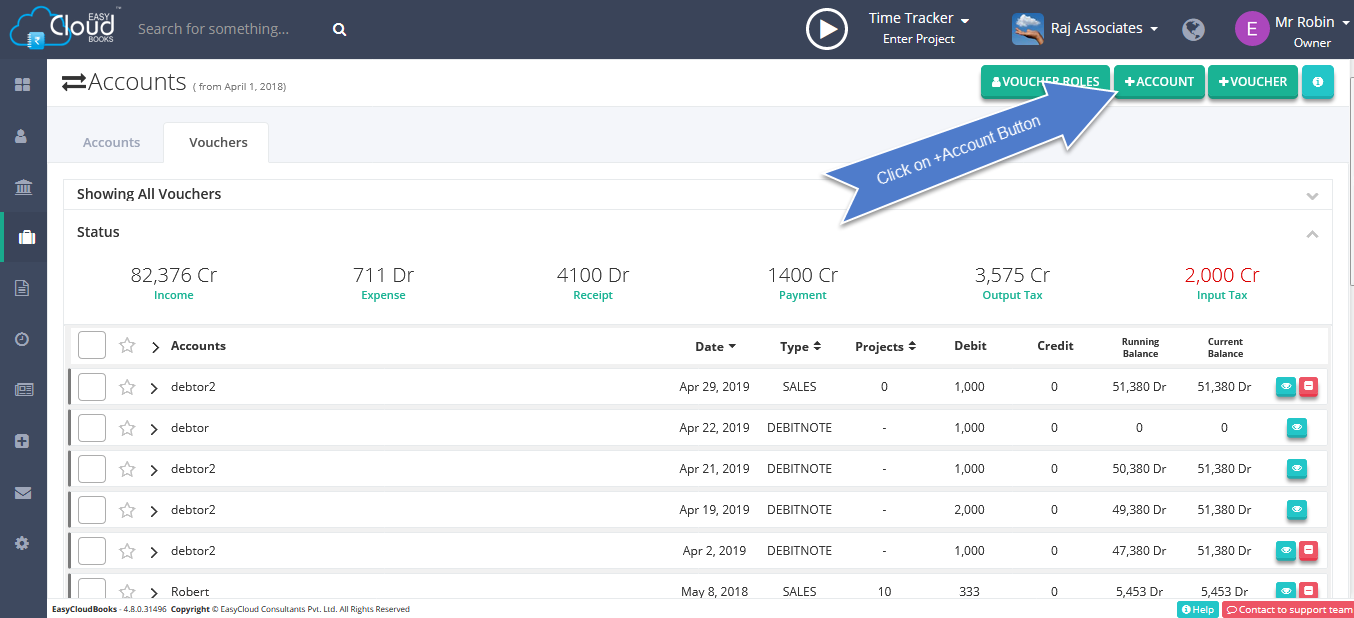 EASY
Cloud
BOOKS
Search for something...
Time Tracker
Enter Project
Raj Associates
E
Mr Robin
Owner
Accounts ( from April 1, 2018)
VOUCHER ROLES
+ACCOUNT
+VOUCHER
Click on +Account Button
Accounts
Vouchers
Showing All Vouchers
Status
82,376 Cr 711 Dr 4100 Dr 1400 Cr 3,575 Cr 2,000 Cr
Income Expense Receipt Payment Output Tax Input Tax
Accounts Date Type Projects Debit Credit Running Balance Current Balance
debtor2 Apr 29, 2019 SALES 0 1,000 0 51,380 Dr 51,380 Dr
debtor Apr 22, 2019 DEBITNOTE - 1,000 0 0 0
debtor2 Apr 21, 2019 DEBITNOTE - 1,000 0 50,380 Dr 51,380 Dr
debtor2 Apr 19, 2019 DEBITNOTE - 2,000 0 49,380 Dr 51,380 Dr
debtor2 Apr 2, 2019 DEBITNOTE - 1,000 0 47,380 Dr 51,380 Dr
Robert May 8, 2018 SALES 10 333 0 5,453 Dr 5,453 Dr
EasyCloudBooks - 4.8.0.31496 Copyright © EasyCloud Consultants Pvt. Ltd. All Rights Reserved
Help
Contact to support team